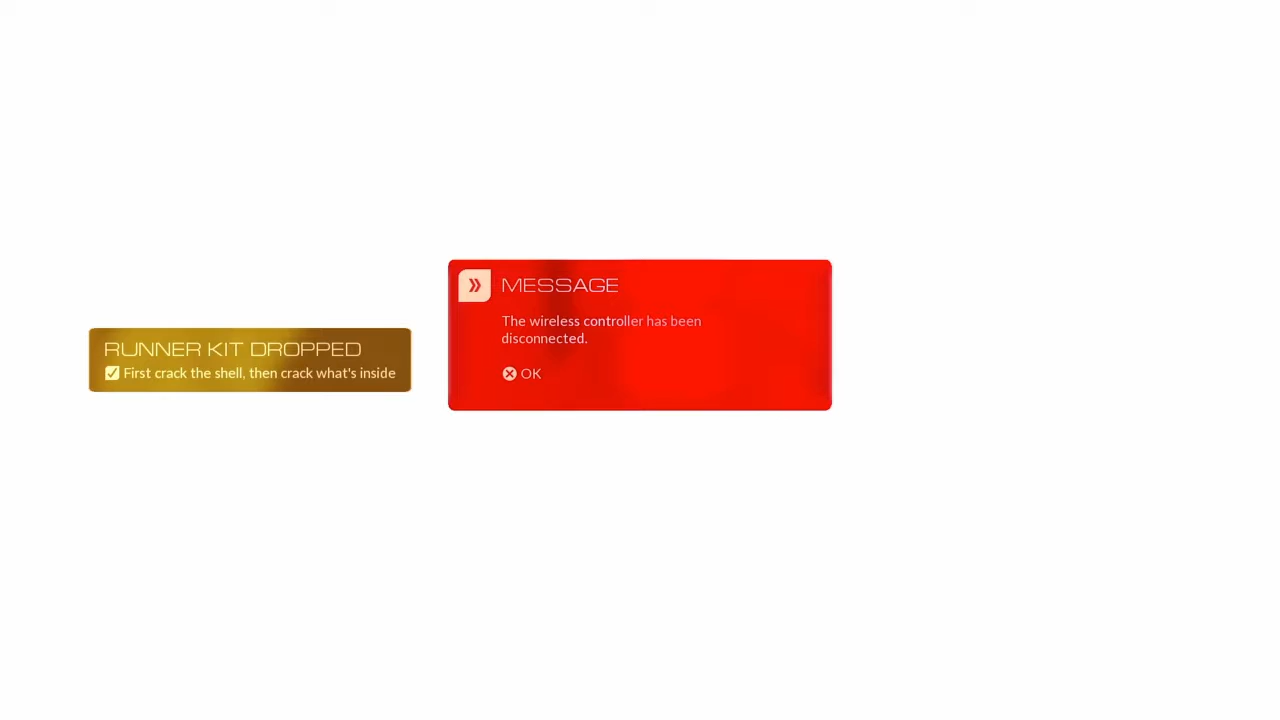 RUNNER KIT DROPPED
First crack the shell, then crack what's inside
MESSAGE
The wireless controller has been
disconnected.
OK